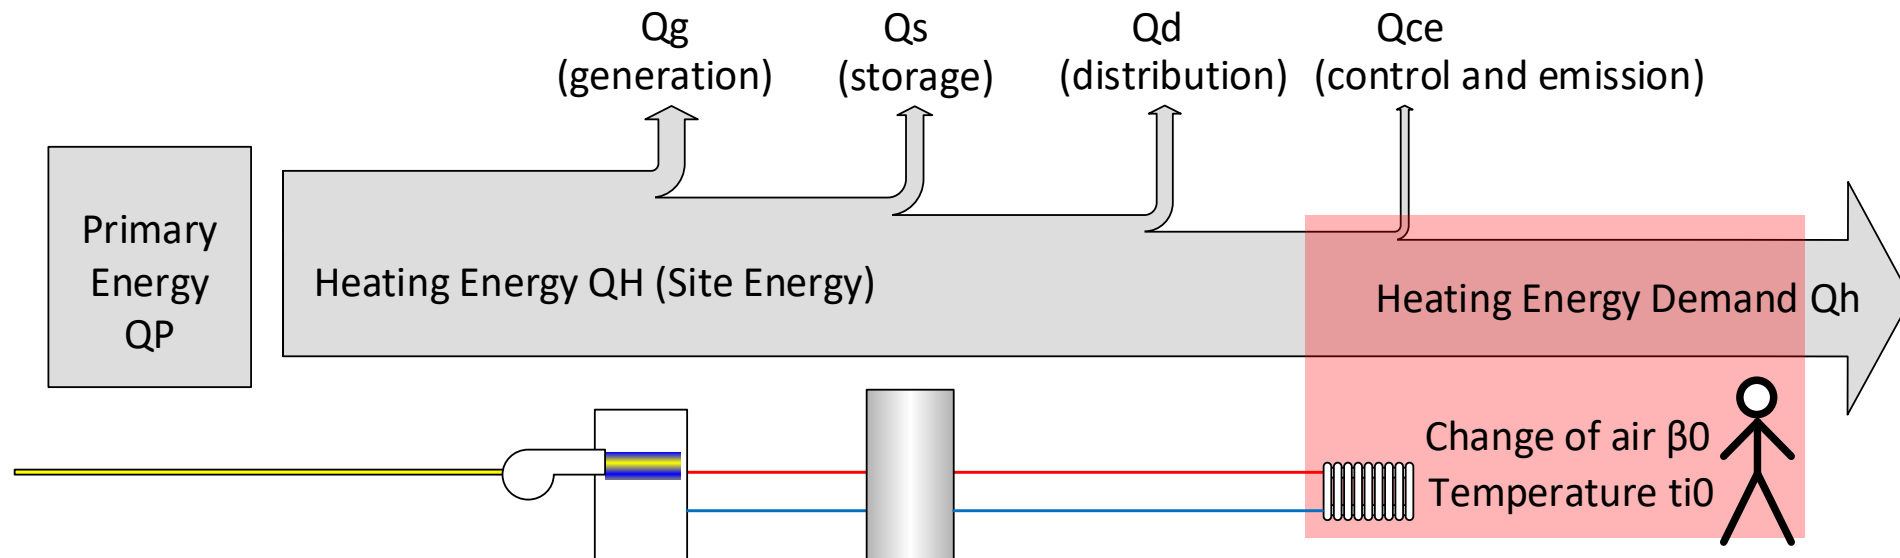 Qg
(generation)
Qs
(storage)
Qd
(distribution)
Qce
(control and emission)
Primary
Energy
QP
Heating Energy QH (Site Energy)
Heating Energy Demand Qh
Change of air β0
Temperature ti0